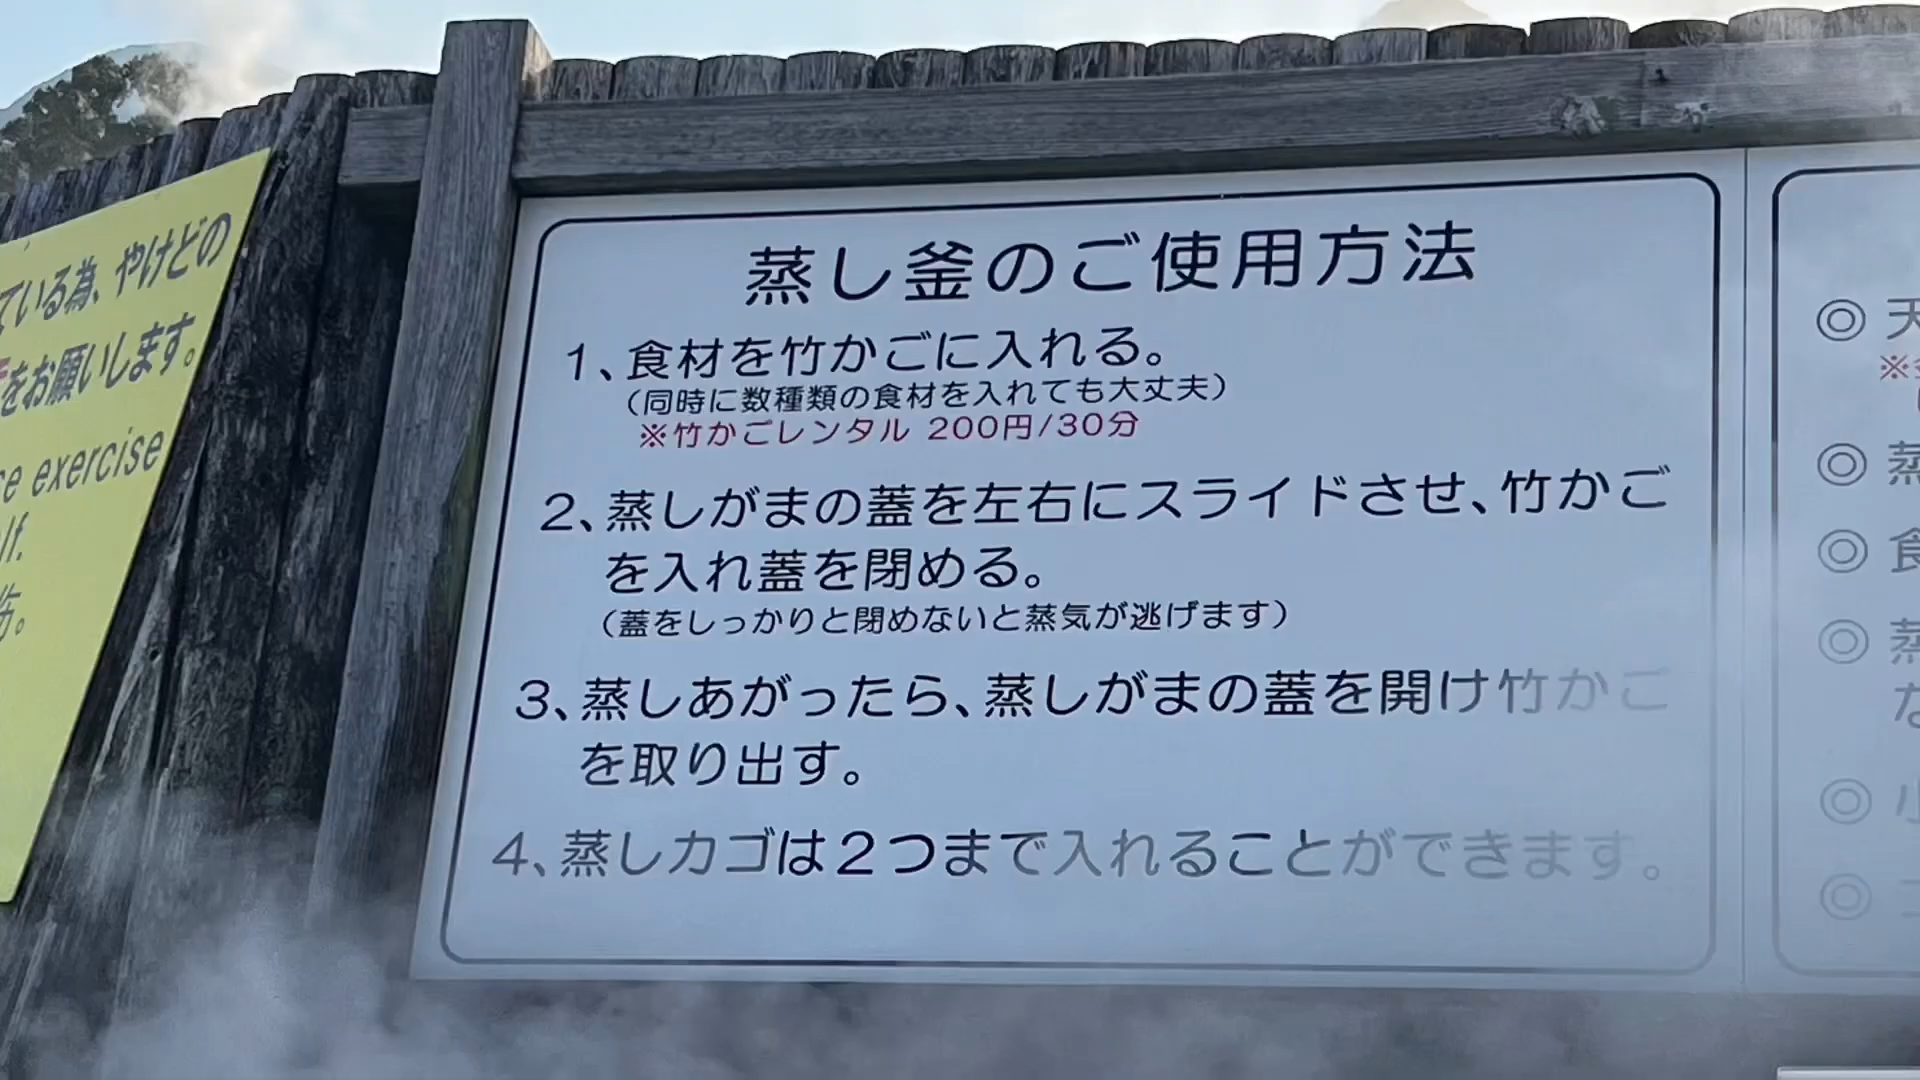 ている為、やけどの
をお願いします。
se exercise
lf.
蒸し釜のご使用方法
1、食材を竹かごに入れる。
（同時に数種類の食材を入れても大丈夫）
※竹かごレンタル 200円/30分
2、蒸しがまの蓋を左右にスライドさせ、竹かご
を入れ蓋を閉める。
（蓋をしっかりと閉めないと蒸気が逃げます）
3、蒸しあがったら、蒸しがまの蓋を開け竹かご
を取り出す。
4、蒸しカゴは2つまで入れることができます。
◎ 天
◎ 蒸
◎ 食
◎ 蒸
な
◎ 小